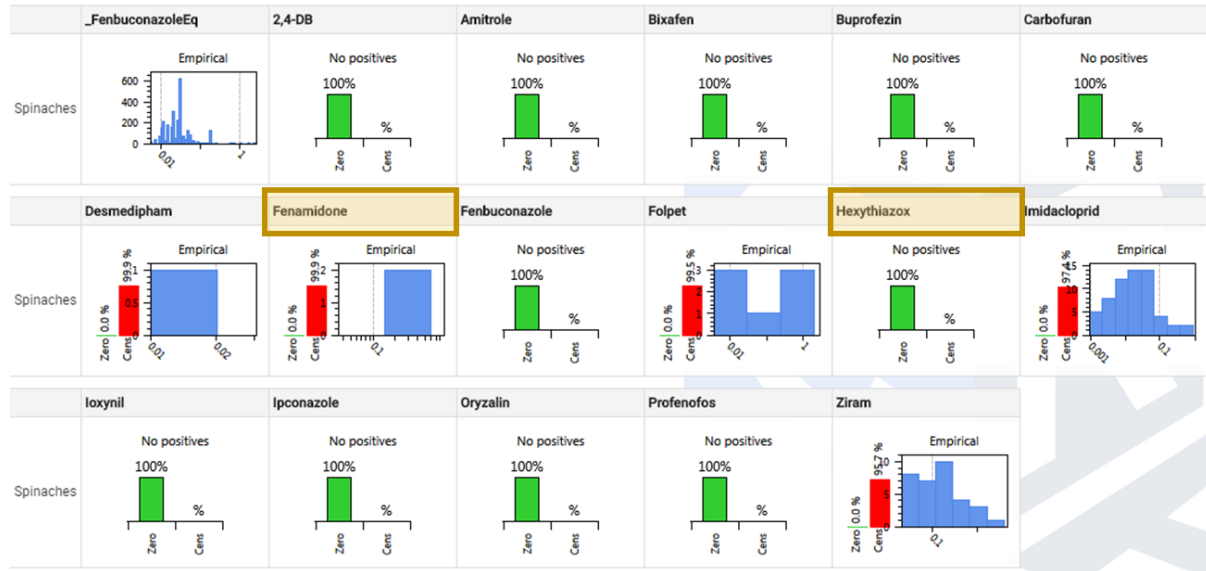 _FenbuconazoleEq 2,4-DB Amitrole Bixafen Buprofezin Carbofuran
Spinaches
Empirical
600
400
200
0
0.01 1
No positives
100%
%
Zero Cens
No positives
100%
%
Zero Cens
No positives
100%
%
Zero Cens
No positives
100%
%
Zero Cens
No positives
100%
%
Zero Cens
Desmedipham Fenamidone Fenbuconazole Folpet Hexythiazox Imidacloprid
Spinaches
Empirical
0.0 % 99.9 %
Zero Cens
1
0.5
0
0.01 0.02
Empirical
0.0 % 99.9 %
Zero Cens
2
1
0
0.1
No positives
100%
%
Zero Cens
Empirical
0.0 % 99.5 %
Zero Cens
3
2
1
0
0.01 1
No positives
100%
%
Zero Cens
Empirical
0.0 %
Zero Cens
15
10
5
0
0.001 0.1
Ioxynil Ipconazole Oryzalin Profenofos Ziram
Spinaches
No positives
100%
%
Zero Cens
No positives
100%
%
Zero Cens
No positives
100%
%
Zero Cens
No positives
100%
%
Zero Cens
Empirical
0.0 % 95.7 %
Zero Cens
10
5
0
0.1